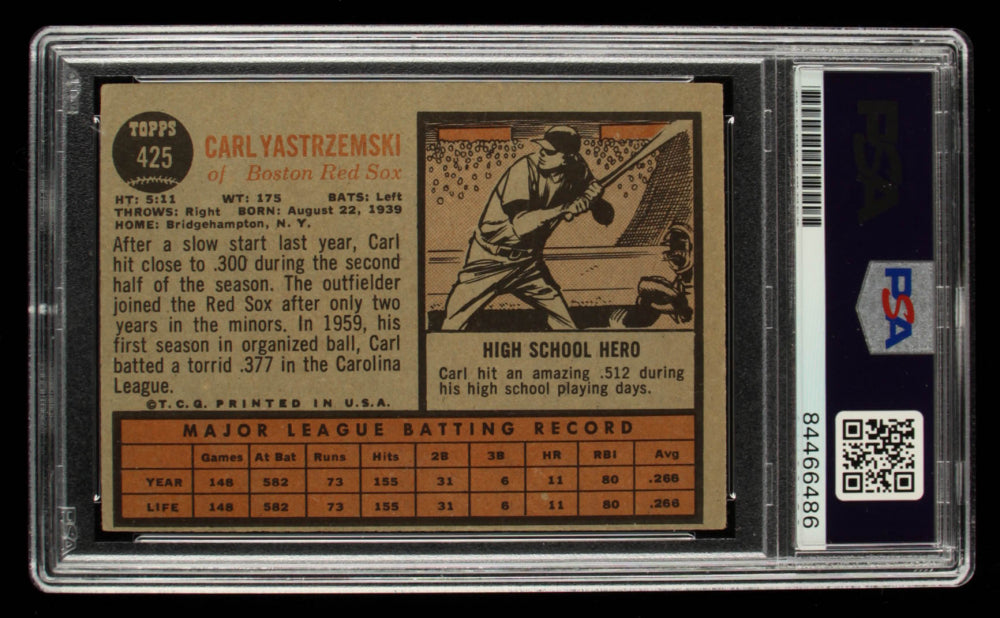 TOPPS
425
CARL YASTRZEMSKI
of Boston Red Sox
HT: 5:11 WT: 175 BATS: Left
THROWS: Right BORN: August 22, 1939
HOME: Bridgehampton, N. Y.
After a slow start last year, Carl
hit close to .300 during the second
half of the season. The outfielder
joined the Red Sox after only two
years in the minors. In 1959, his
first season in organized ball, Carl
batted a torrid .377 in the Carolina
League.
©T.C.G. PRINTED IN U.S.A.
HIGH SCHOOL HERO
Carl hit an amazing .512 during
his high school playing days.
MAJOR LEAGUE BATTING RECORD
Games At Bat Runs Hits 2B 3B HR RBI Avg
YEAR 148 582 73 155 31 6 11 80 .266
LIFE 148 582 73 155 31 6 11 80 .266
PSA
PSA
84466486
PSA